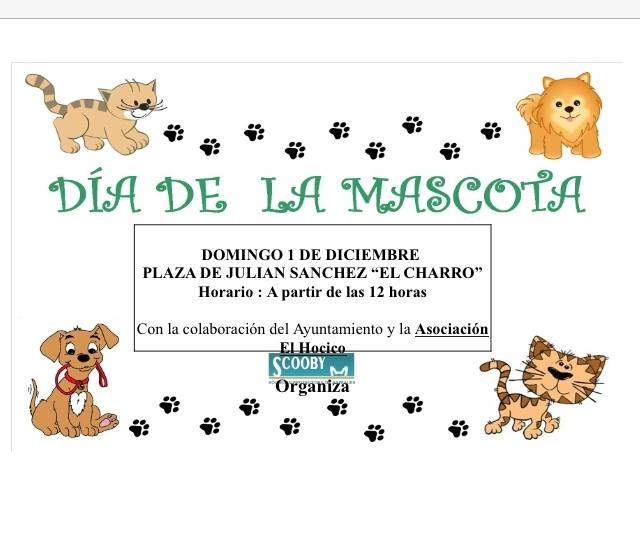 DÍA DE LA MASCOTA
DOMINGO 1 DE DICIEMBRE
PLAZA DE JULIAN SANCHEZ “EL CHARRO”
Horario : A partir de las 12 horas
Con la colaboración del Ayuntamiento y la Asociación
El Hocico
SCOOBY
Organiza